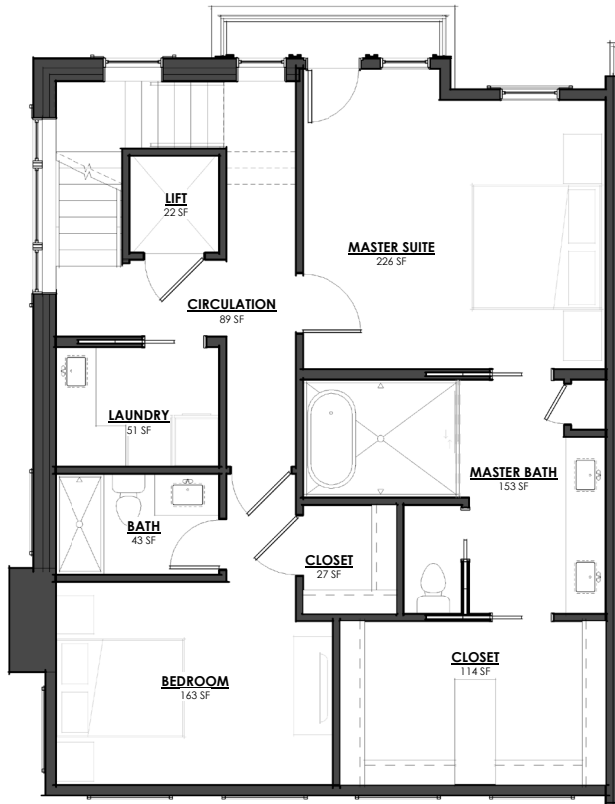 LIFT
22 SF
MASTER SUITE
226 SF
CIRCULATION
89 SF
LAUNDRY
51 SF
MASTER BATH
153 SF
BATH
43 SF
CLOSET
27 SF
CLOSET
114 SF
BEDROOM
163 SF